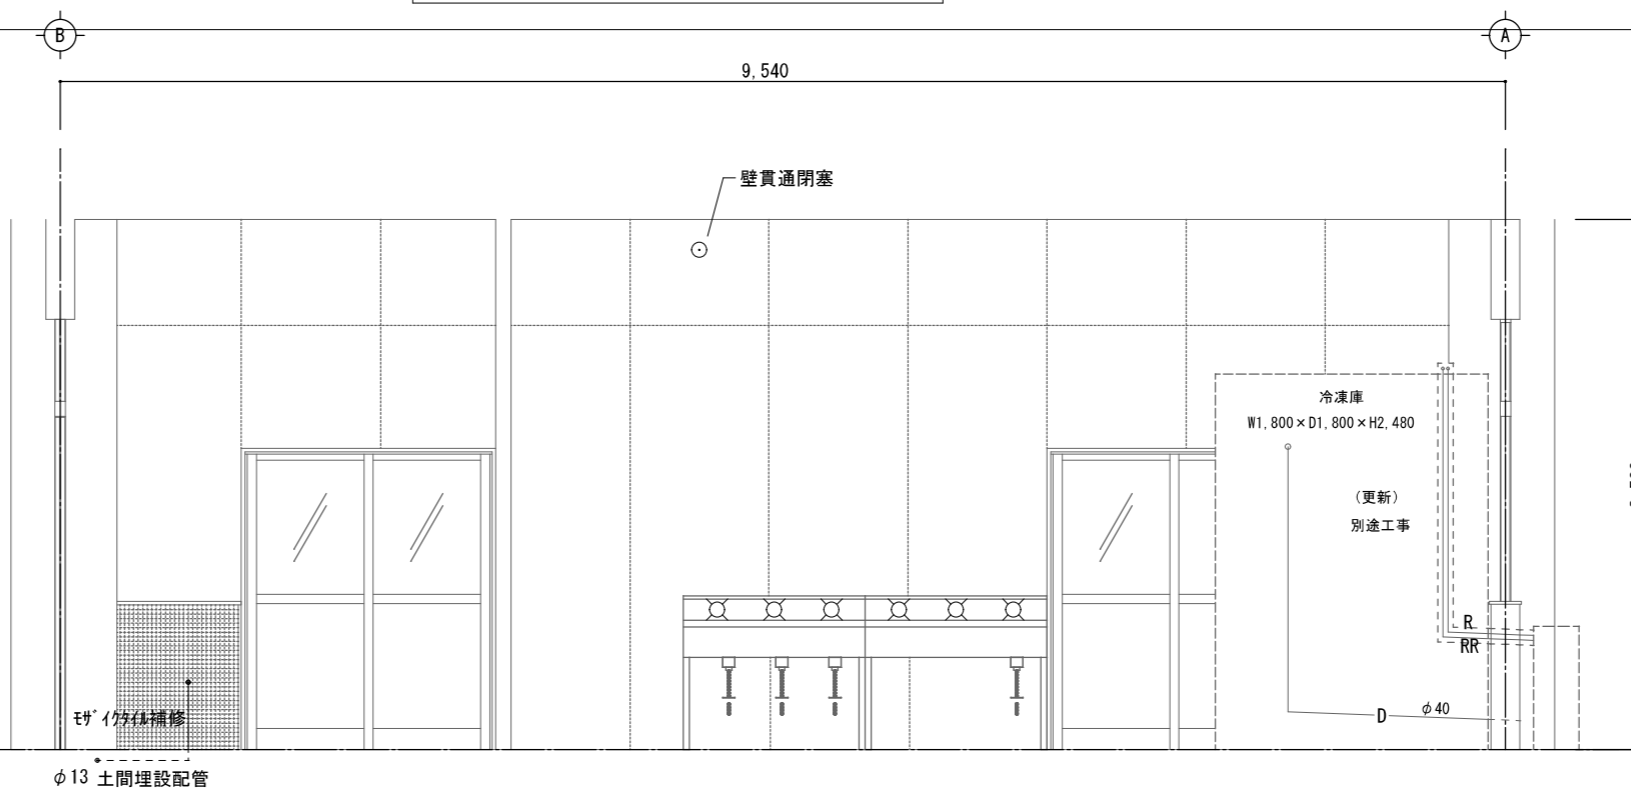 B
A
9,540
壁貫通閉塞
冷凍庫
W1,800×D1,800×H2,480
(更新)
別途工事
R
RR
モザイクタイル補修
D
φ40
φ13 土間埋設配管